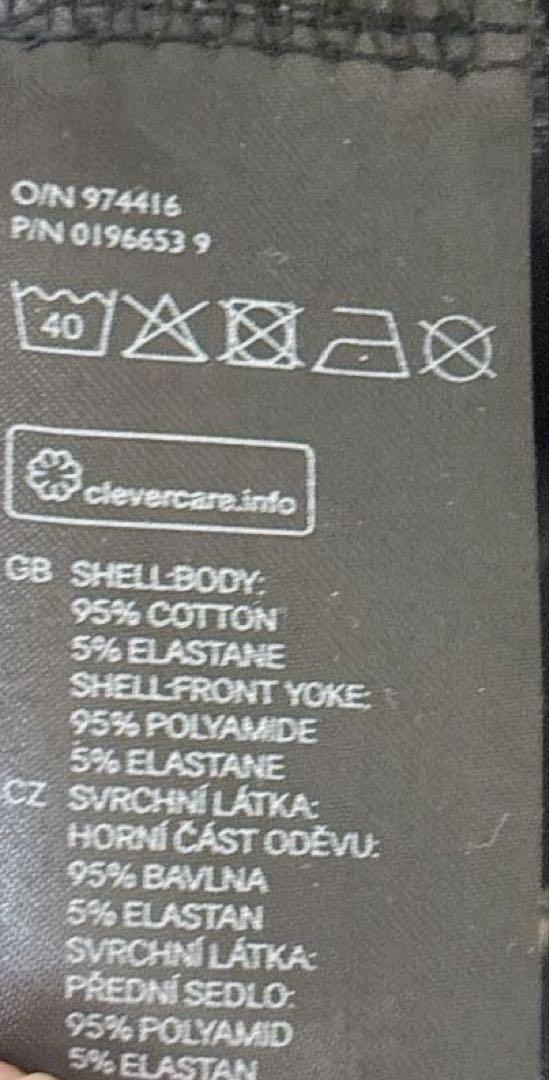 O/N 974416
P/N 0196653 9
40
clevercare.info
GB SHELL:BODY:
95% COTTON
5% ELASTANE
SHELL:FRONT YOKE:
95% POLYAMIDE
5% ELASTANE
CZ SVRCHNÍ LÁTKA:
HORNÍ ČÁST ODĚVU:
95% BAVLNA
5% ELASTAN
SVRCHNÍ LÁTKA:
PŘEDNÍ SEDLO:
95% POLYAMID
5% ELASTAN